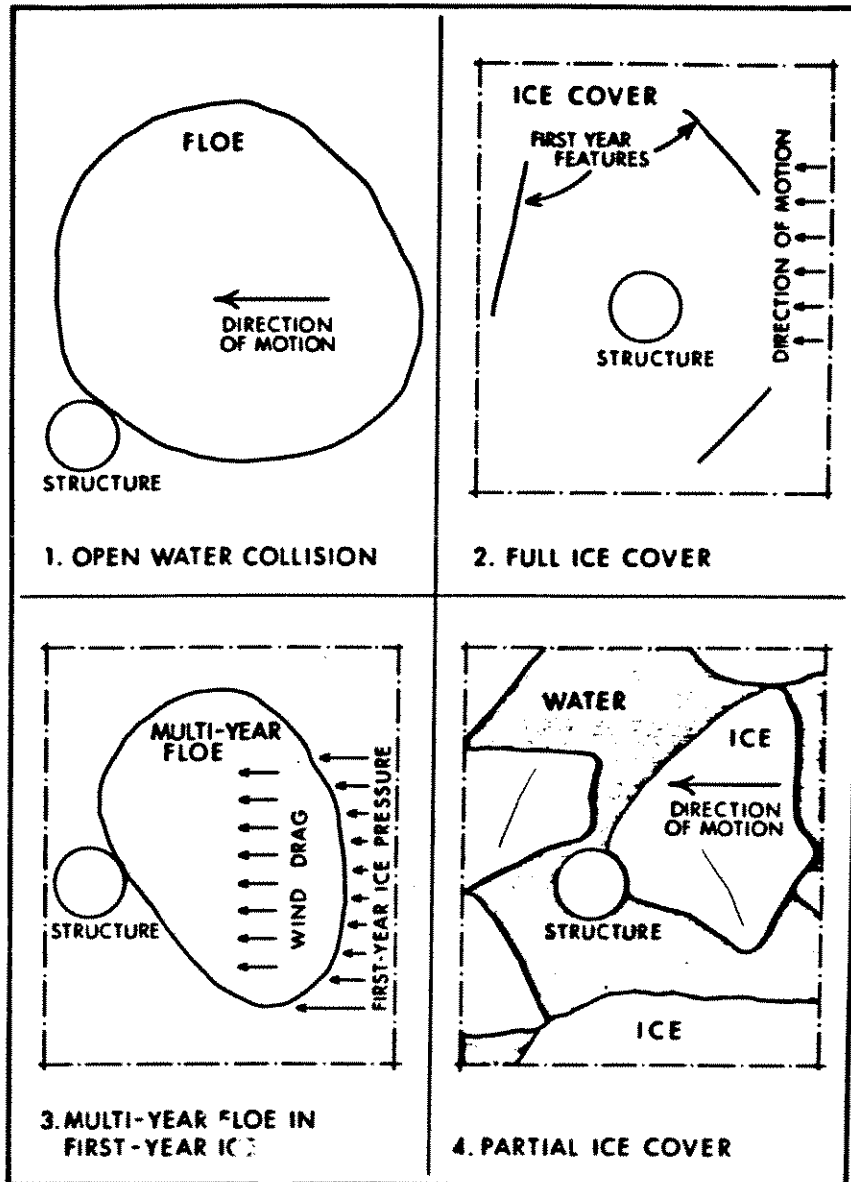 FLOE
DIRECTION
OF MOTION
STRUCTURE
1. OPEN WATER COLLISION
ICE COVER
FIRST YEAR
FEATURES
DIRECTION OF MOTION
STRUCTURE
2. FULL ICE COVER
MULTI-YEAR
FLOE
WIND DRAG
FIRST-YEAR ICE PRESSURE
STRUCTURE
3. MULTI-YEAR FLOE IN
FIRST-YEAR
WATER
ICE
DIRECTION
OF MOTION
STRUCTURE
ICE
4. PARTIAL ICE COVER